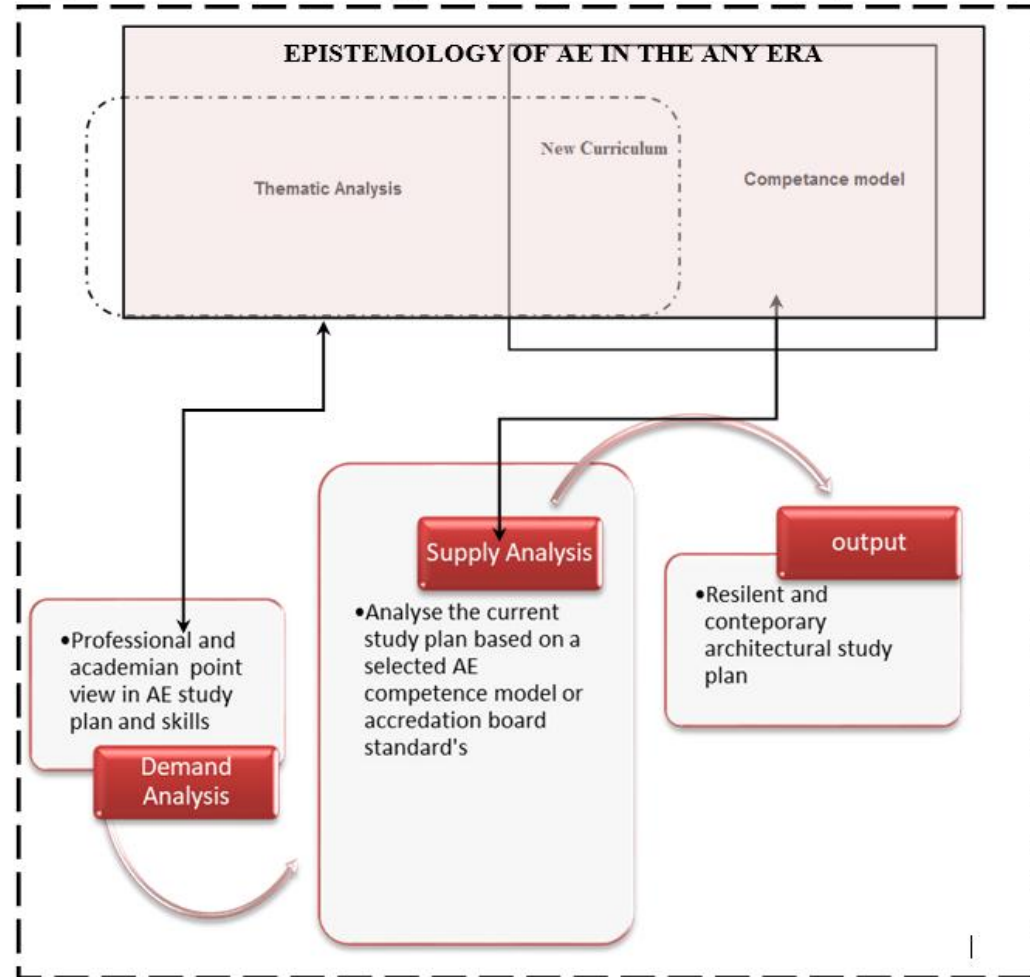 EPISTEMOLOGY OF AE IN THE ANY ERA
New Curriculum
Thematic Analysis
Competance model
•Professional and
academian point
view in AE study
plan and skills
Demand
Analysis
Supply Analysis
•Analyse the current
study plan based on a
selected AE
competence model or
accredation board
standard's
output
•Resilent and
conteporary
architectural study
plan